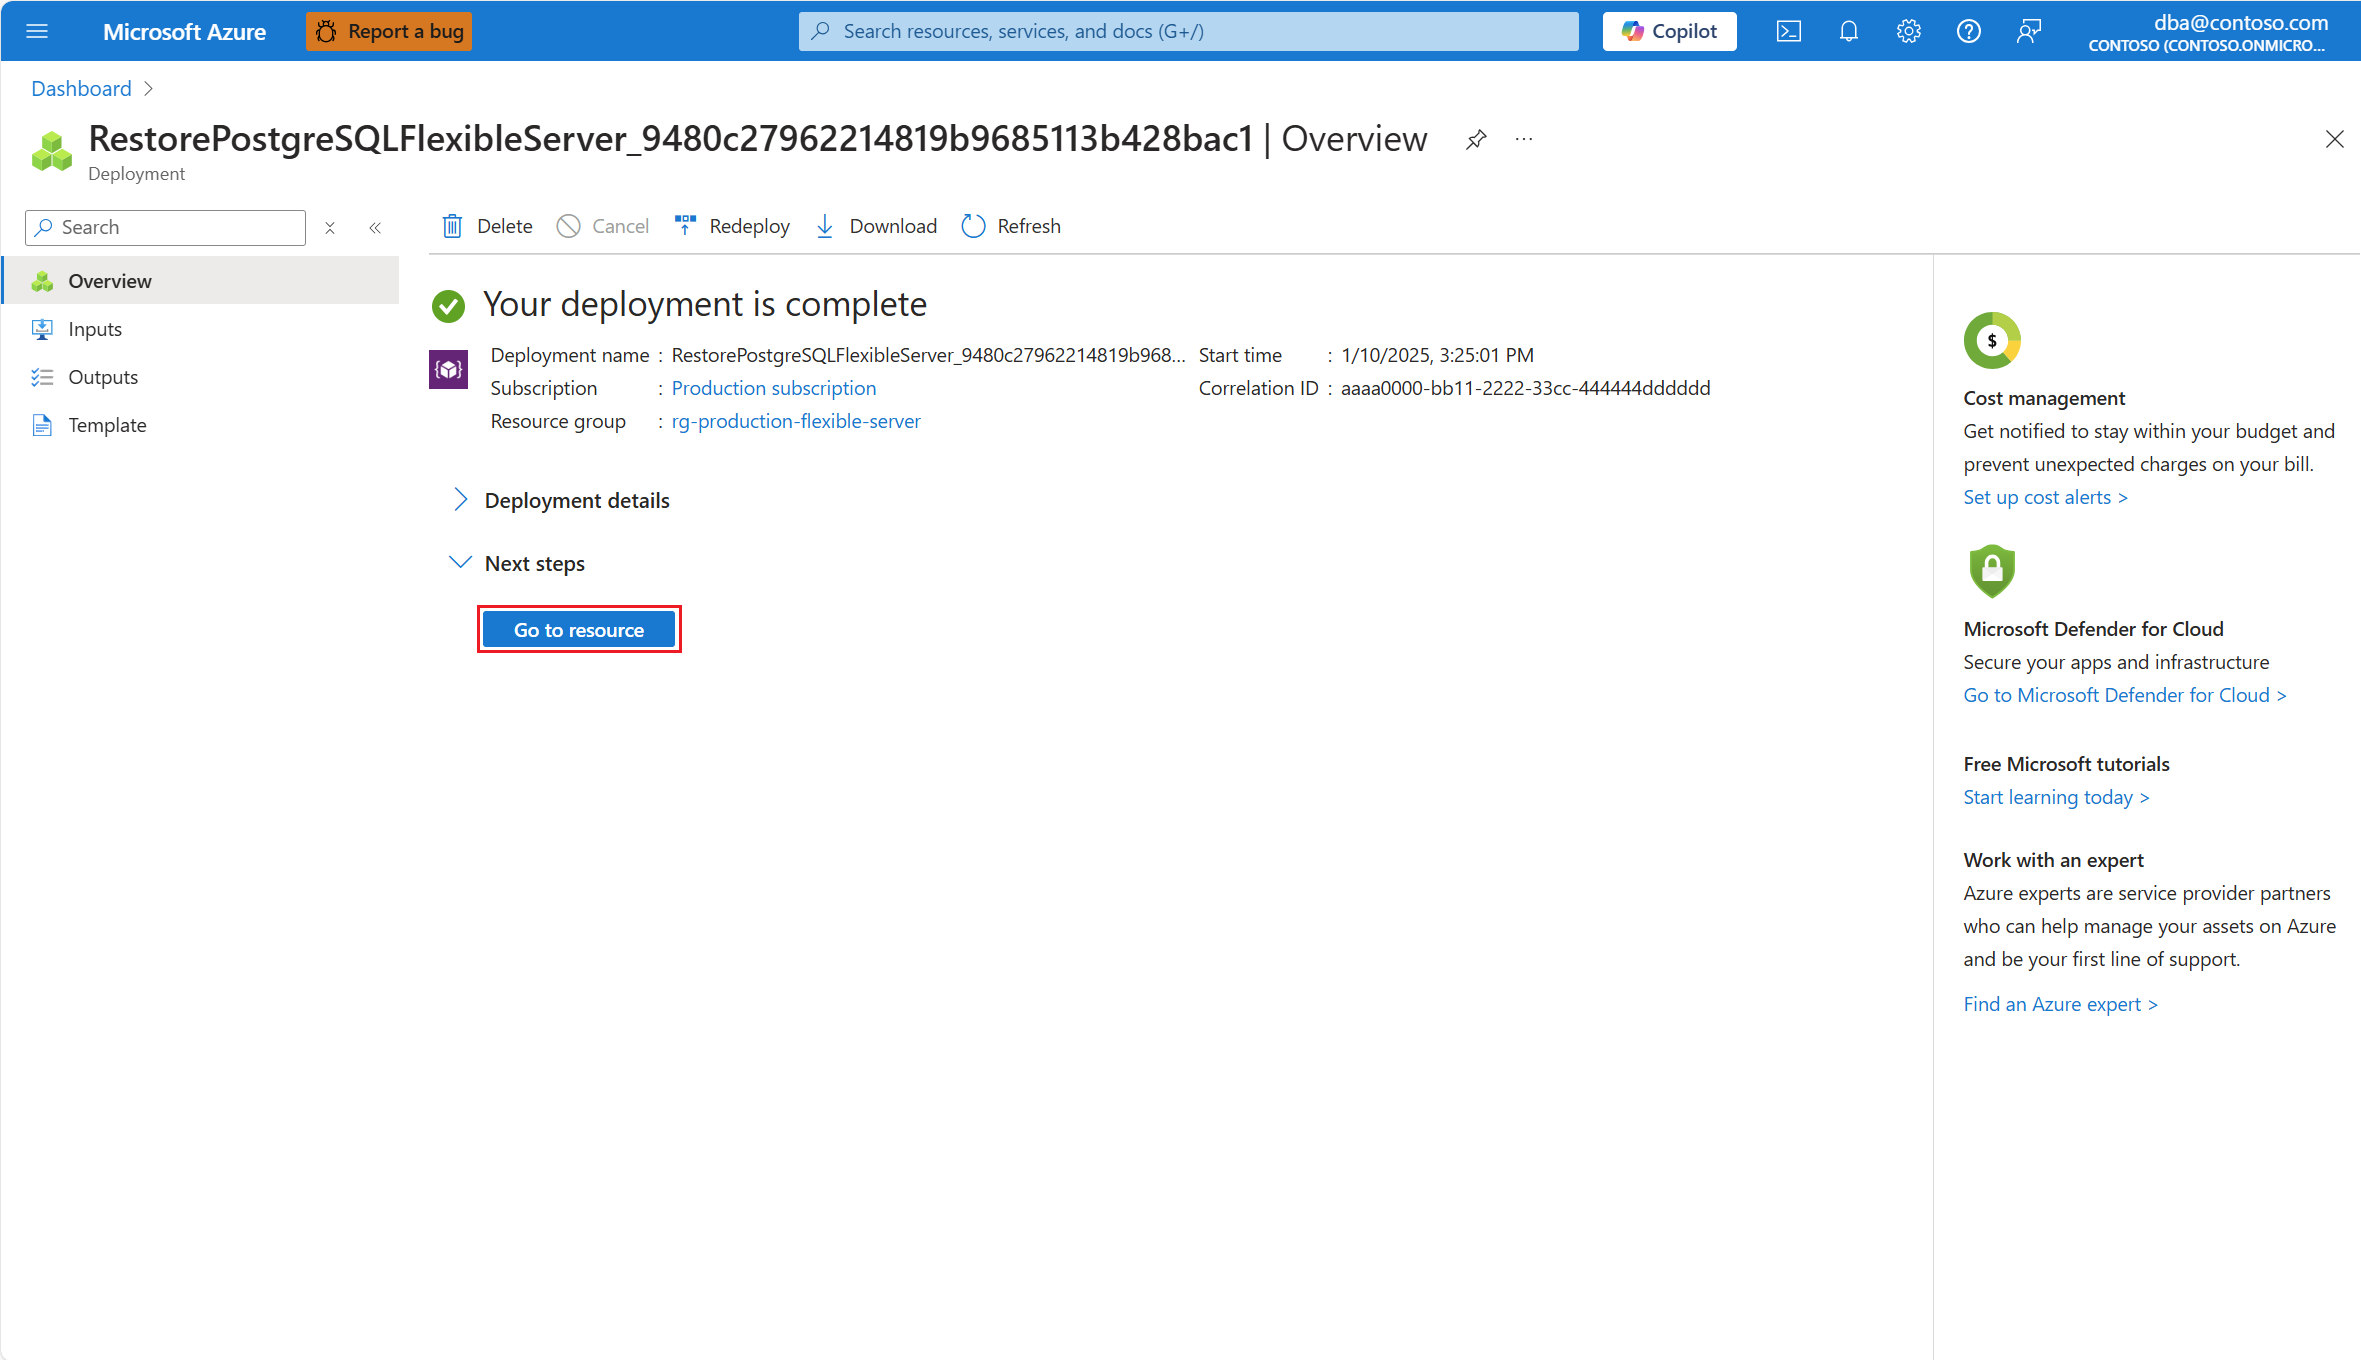 Microsoft Azure
Report a bug
Search resources, services, and docs (G+/)
Copilot
dba@contoso.com
CONTOSO (CONTOSO.ONMICRO...
Dashboard >
RestorePostgreSQLFlexibleServer_9480c27962214819b9685113b428bac1 | Overview
...
Deployment
Search
Delete
Cancel
Redeploy
Download
Refresh
Overview
Inputs
Outputs
Template
Your deployment is complete
Deployment name : RestorePostgreSQLFlexibleServer_9480c27962214819b968...
Subscription : Production subscription
Resource group : rg-production-flexible-server
Start time : 1/10/2025, 3:25:01 PM
Correlation ID : aaaa0000-bb11-2222-33cc-444444dddddd
Deployment details
Next steps
Go to resource
$
Cost management
Get notified to stay within your budget and
prevent unexpected charges on your bill.
Set up cost alerts >
Microsoft Defender for Cloud
Secure your apps and infrastructure
Go to Microsoft Defender for Cloud >
Free Microsoft tutorials
Start learning today >
Work with an expert
Azure experts are service provider partners
who can help manage your assets on Azure
and be your first line of support.
Find an Azure expert >